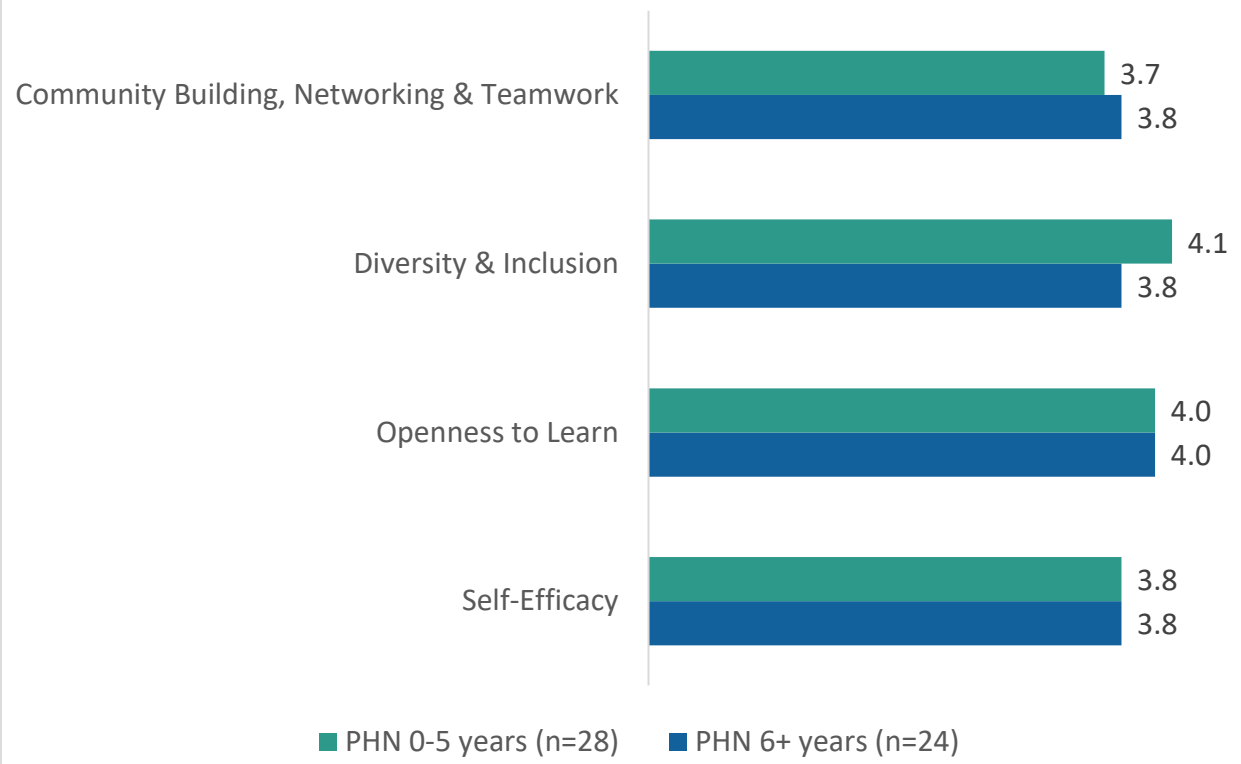 Community Building, Networking & Teamwork
3.7
3.8
Diversity & Inclusion
4.1
3.8
Openness to Learn
4.0
4.0
Self-Efficacy
3.8
3.8
PHN 0-5 years (n=28) PHN 6+ years (n=24)